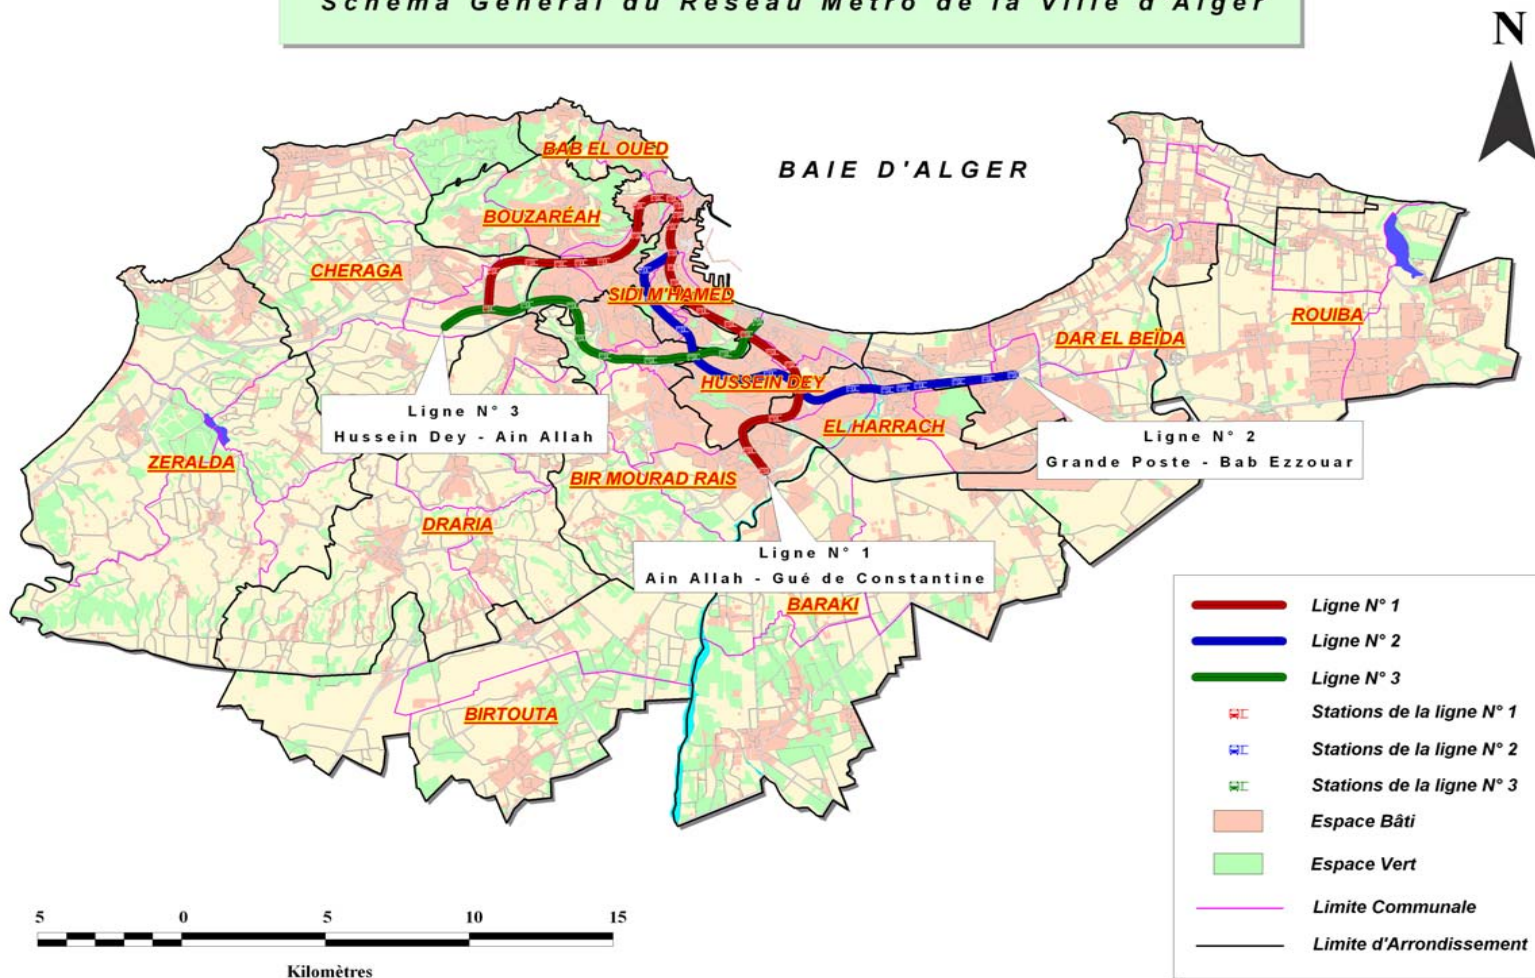 Schéma Général du Réseau Métro de la Ville d'Alger
N
BAIE D'ALGER
BAB EL OUED
BOUZARÉAH
CHERAGA
SIDI M'HAMED
ROUIBA
DAR EL BEÏDA
HUSSEIN DEY
EL HARRACH
Ligne N° 3
Hussein Dey - Ain Allah
Ligne N° 2
Grande Poste - Bab Ezzouar
ZERALDA
BIR MOURAD RAIS
DRARIA
Ligne N° 1
Ain Allah - Gué de Constantine
BARAKI
BIRTOUTA
Ligne N° 1
Ligne N° 2
Ligne N° 3
Stations de la ligne N° 1
Stations de la ligne N° 2
Stations de la ligne N° 3
Espace Bâti
Espace Vert
Limite Communale
Limite d'Arrondissement
5 0 5 10 15
Kilomètres